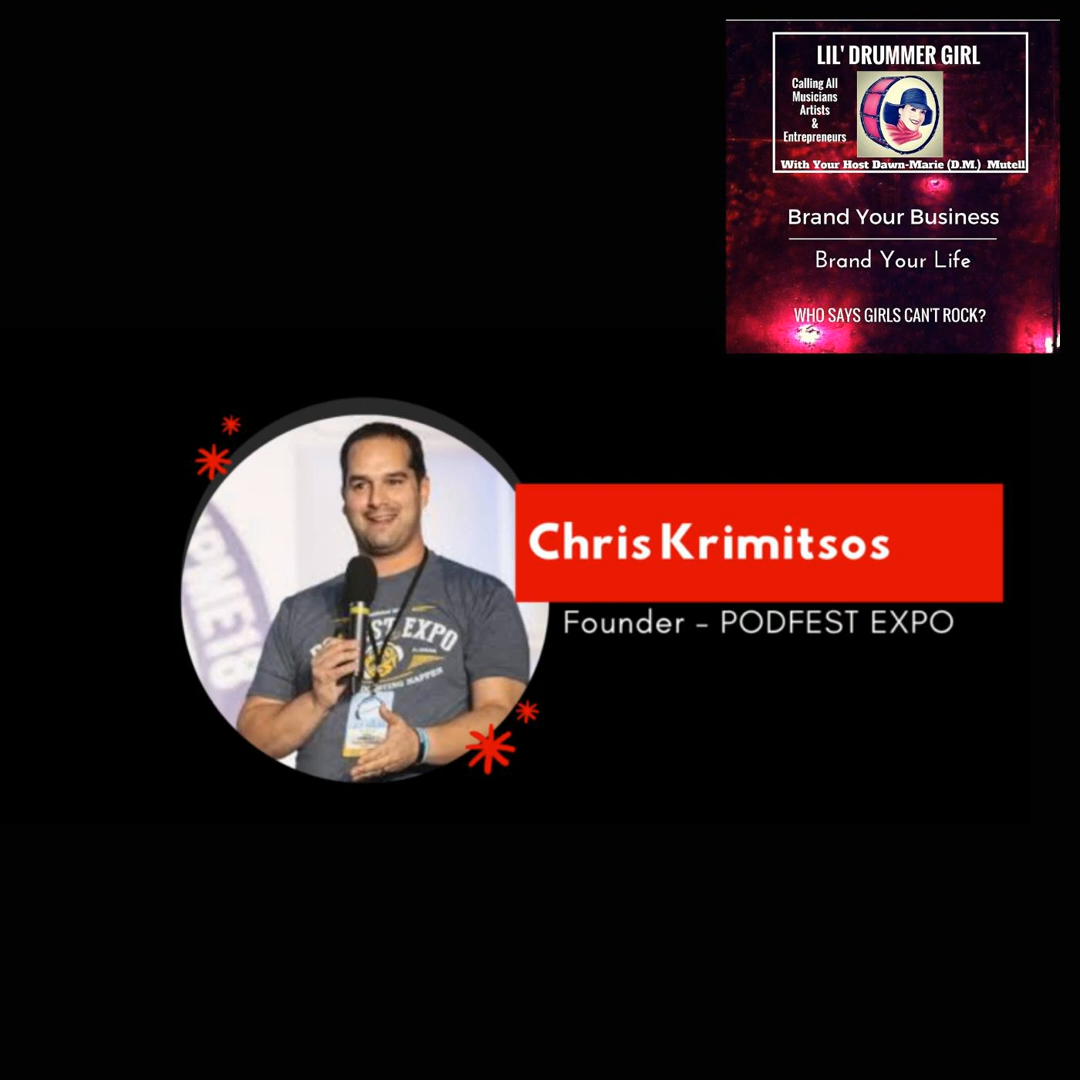 LIL' DRUMMER GIRL
Calling All
Musicians
Artists
&
Entrepreneurs
With Your Host Dawn-Marie (D.M.) Mutell
Brand Your Business
Brand Your Life
WHO SAYS GIRLS CAN'T ROCK?
Chris Krimitsos
Founder – PODFEST EXPO
EXPO